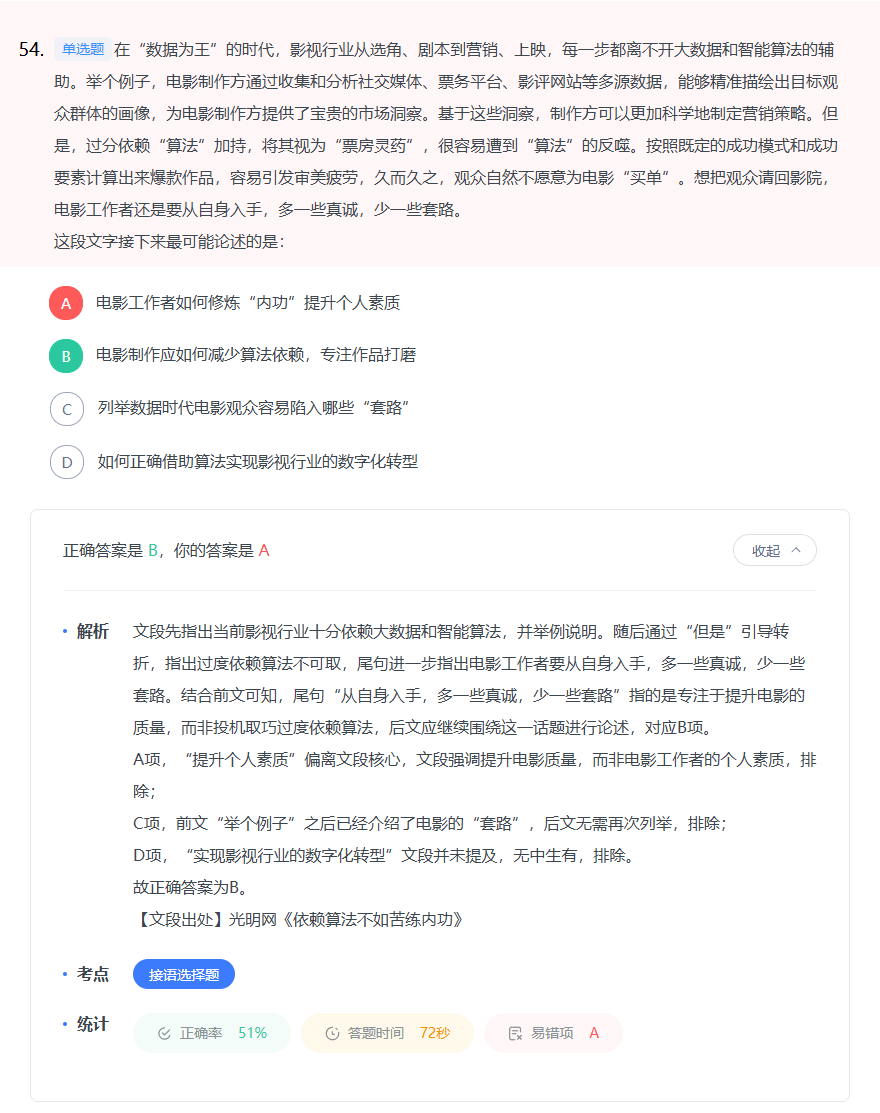 54. 单选题 在“数据为王”的时代，影视行业从选角、剧本到营销、上映，每一步都离不开大数据和智能算法的辅
助。举个例子，电影制作方通过收集和分析社交媒体、票务平台、影评网站等多源数据，能够精准描绘出目标观
众群体的画像，为电影制作方提供了宝贵的市场洞察。基于这些洞察，制作方可以更加科学地制定营销策略。但
是，过分依赖“算法”加持，将其视为“票房灵药”，很容易遭到“算法”的反噬。按照既定的成功模式和成功
要素计算出来爆款作品，容易引发审美疲劳，久而久之，观众自然不愿意为电影“买单”。想把观众请回影院，
电影工作者还是要从自身入手，多一些真诚，少一些套路。
这段文字接下来最可能论述的是：
A 电影工作者如何修炼“内功”提升个人素质
B 电影制作应如何减少算法依赖，专注作品打磨
C 列举数据时代电影观众容易陷入哪些“套路”
D 如何正确借助算法实现影视行业的数字化转型
正确答案是 B，你的答案是 A
收起
解析 文段先指出当前影视行业十分依赖大数据和智能算法，并举例说明。随后通过“但是”引导转
折，指出过度依赖算法不可取，尾句进一步指出电影工作者要从自身入手，多一些真诚，少一些
套路。结合前文可知，尾句“从自身入手，多一些真诚，少一些套路”指的是专注于提升电影的
质量，而非投机取巧过度依赖算法，后文应继续围绕这一话题进行论述，对应B项。
A项，“提升个人素质”偏离文段核心，文段强调提升电影质量，而非电影工作者的个人素质，排
除；
C项，前文“举个例子”之后已经介绍了电影的“套路”，后文无需再次列举，排除；
D项，“实现影视行业的数字化转型”文段并未提及，无中生有，排除。
故正确答案为B。
【文段出处】光明网《依赖算法不如苦练内功》
考点 接语选择题
统计 正确率 51% 答题时间 72秒 易错项 A